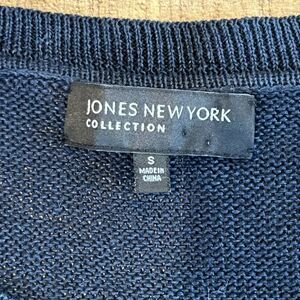 JONES NEW YORK
COLLECTION
S
MADE IN
CHINA